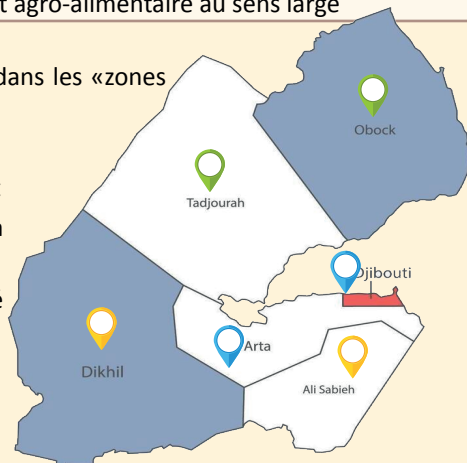 t agro-alimentaire au sens large
dans les «zones
Obock
Tadjourah
Djibouti
Arta
Dikhil
Ali Sabieh